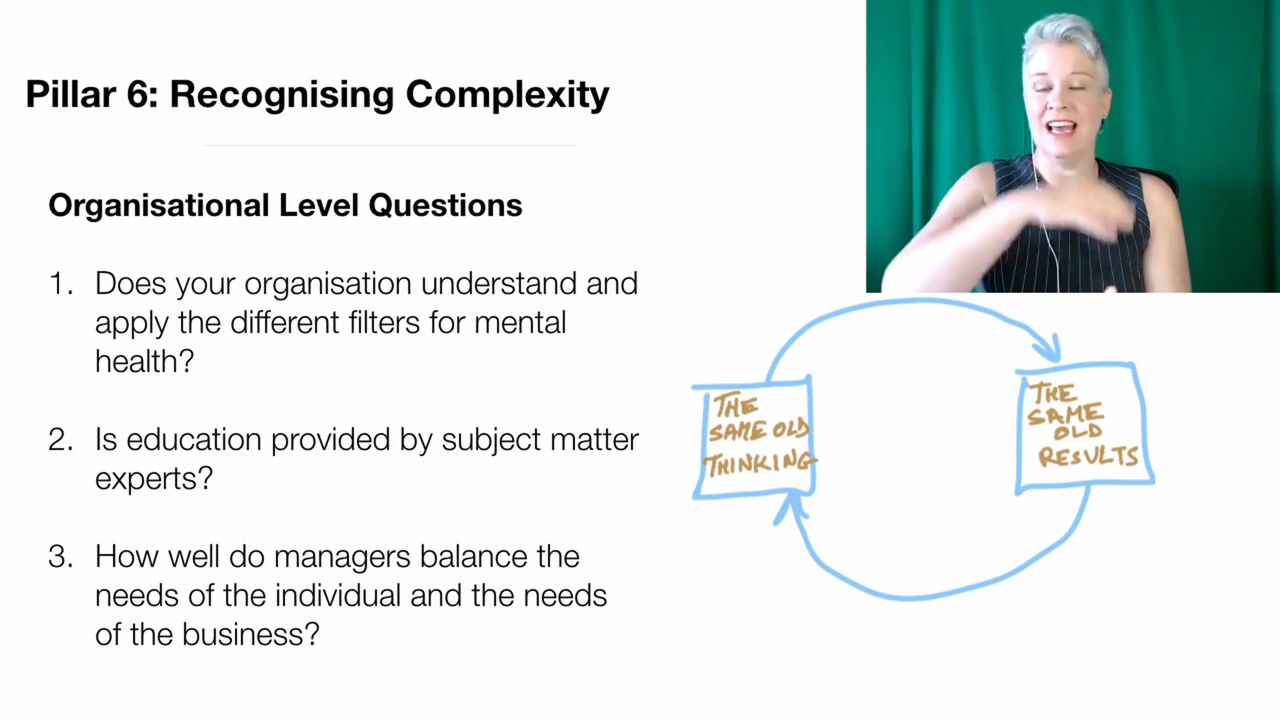 Pillar 6: Recognising Complexity
Organisational Level Questions
1. Does your organisation understand and
apply the different filters for mental
health?
2. Is education provided by subject matter
experts?
3. How well do managers balance the
needs of the individual and the needs
of the business?
THE
SAME OLD
THINKING
THE
SAME
OLD
RESULTS